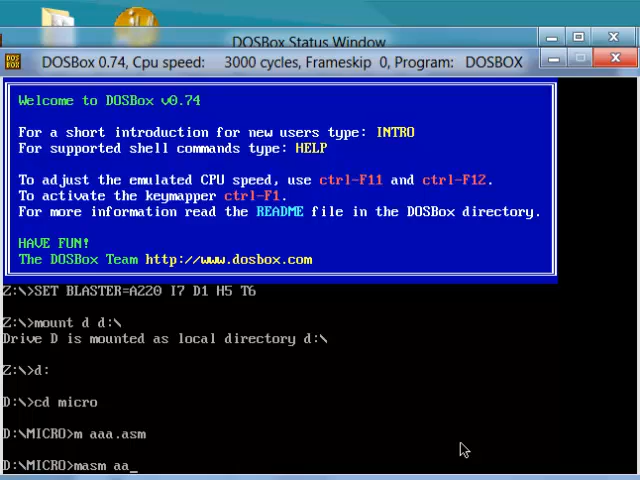 DOSBox Status Window
DOS BOX DOSBox 0.74, Cpu speed: 3000 cycles, Frameskip 0, Program: DOSBOX
Welcome to DOSBox v0.74
For a short introduction for new users type: INTRO
For supported shell commands type: HELP
To adjust the emulated CPU speed, use ctrl-F11 and ctrl-F12.
To activate the keymapper ctrl-F1.
For more information read the README file in the DOSBox directory.
HAVE FUN!
The DOSBox Team http://www.dosbox.com
Z:\>SET BLASTER=A220 I7 D1 H5 T6
Z:\>mount d d:\
Drive D is mounted as local directory d:\
Z:\>d:
D:\>cd micro
D:\MICRO>m aaa.asm
D:\MICRO>masm aa_